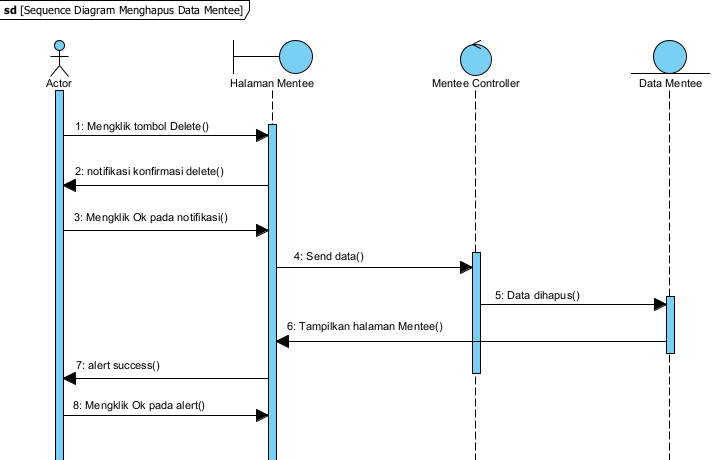 sd [Sequence Diagram Menghapus Data Mentee]
Actor
Halaman Mentee
Mentee Controller
Data Mentee
1: Mengklik tombol Delete()
2: notifikasi konfirmasi delete()
3: Mengklik Ok pada notifikasi()
4: Send data()
5: Data dihapus()
6: Tampilkan halaman Mentee()
7: alert success()
8: Mengklik Ok pada alert()